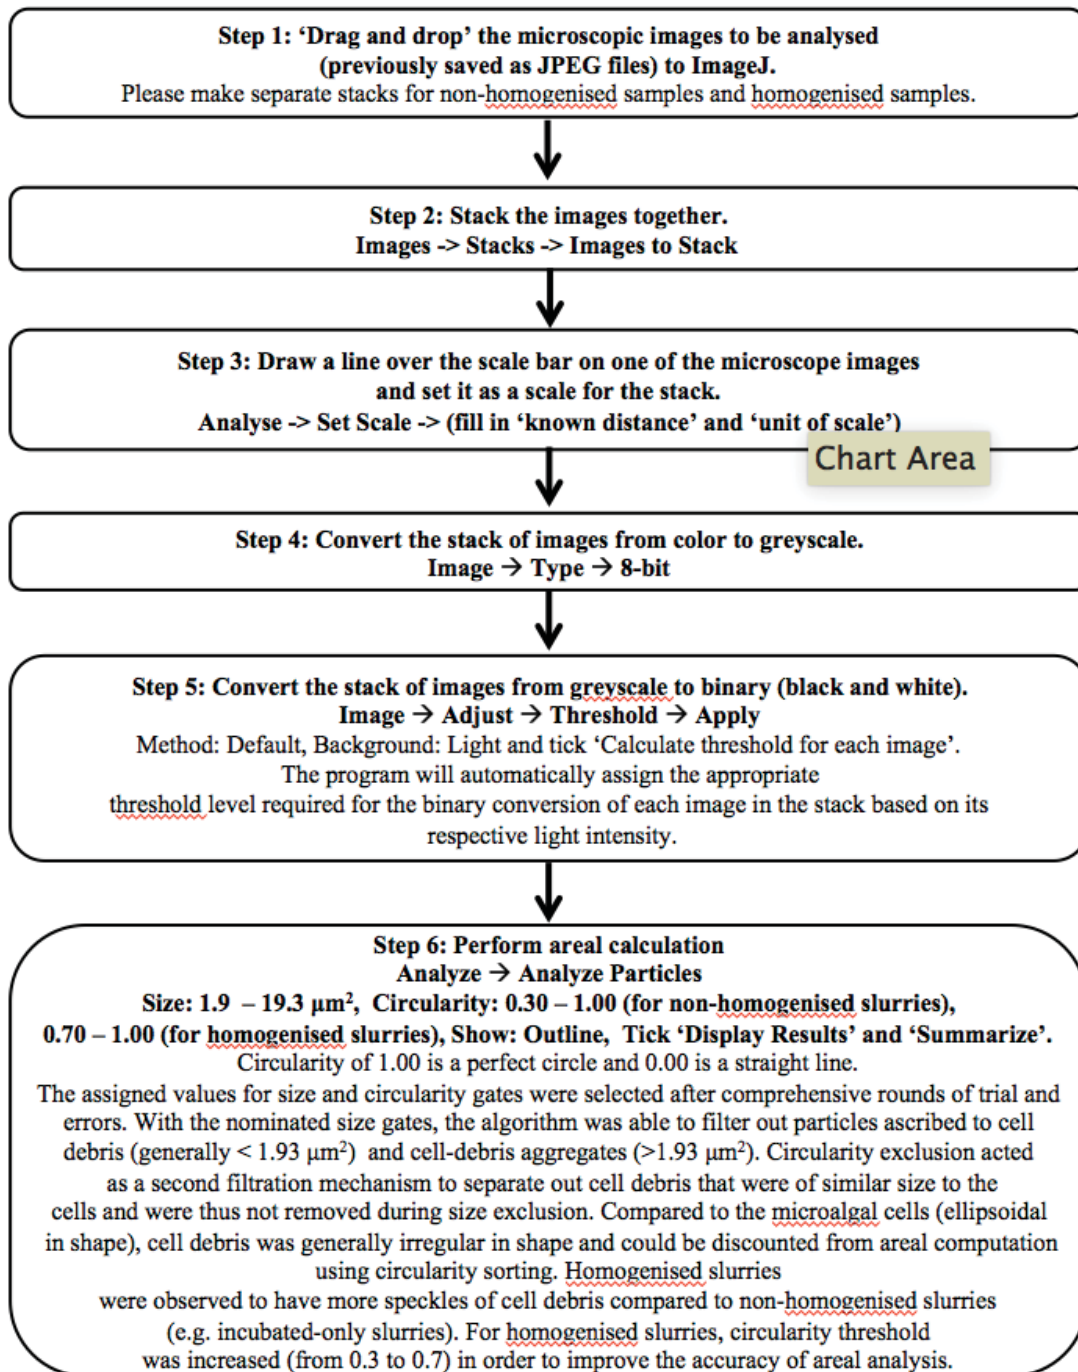 Step 1: ‘Drag and drop’ the microscopic images to be analysed
(previously saved as JPEG files) to ImageJ.
Please make separate stacks for non-homogenised samples and homogenised samples.
Step 2: Stack the images together.
Images -> Stacks -> Images to Stack
Step 3: Draw a line over the scale bar on one of the microscope images
and set it as a scale for the stack.
Analyse -> Set Scale -> (fill in ‘known distance’ and ‘unit of scale’)
Chart Area
Step 4: Convert the stack of images from color to greyscale.
Image → Type → 8-bit
Step 5: Convert the stack of images from greyscale to binary (black and white).
Image → Adjust → Threshold → Apply
Method: Default, Background: Light and tick ‘Calculate threshold for each image’.
The program will automatically assign the appropriate
threshold level required for the binary conversion of each image in the stack based on its
respective light intensity.
Step 6: Perform areal calculation
Analyze → Analyze Particles
Size: 1.9 – 19.3 μm², Circularity: 0.30 – 1.00 (for non-homogenised slurries),
0.70 – 1.00 (for homogenised slurries), Show: Outline, Tick ‘Display Results’ and ‘Summarize’.
Circularity of 1.00 is a perfect circle and 0.00 is a straight line.
The assigned values for size and circularity gates were selected after comprehensive rounds of trial and
errors. With the nominated size gates, the algorithm was able to filter out particles ascribed to cell
debris (generally < 1.93 μm²) and cell-debris aggregates (>1.93 μm²). Circularity exclusion acted
as a second filtration mechanism to separate out cell debris that were of similar size to the
cells and were thus not removed during size exclusion. Compared to the microalgal cells (ellipsoidal
in shape), cell debris was generally irregular in shape and could be discounted from areal computation
using circularity sorting. Homogenised slurries
were observed to have more speckles of cell debris compared to non-homogenised slurries
(e.g. incubated-only slurries). For homogenised slurries, circularity threshold
was increased (from 0.3 to 0.7) in order to improve the accuracy of areal analysis.